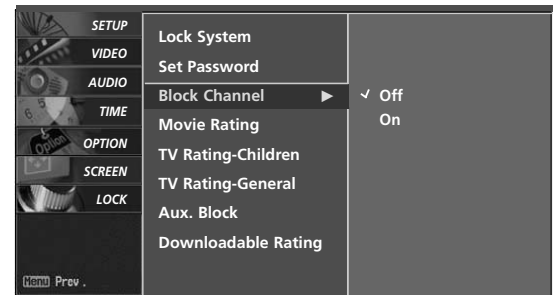 SETUP
VIDEO
AUDIO
TIME
OPTION
SCREEN
LOCK
Menu Prev.
Lock System
Set Password
Block Channel ►
Movie Rating
TV Rating-Children
TV Rating-General
Aux. Block
Downloadable Rating
✓ Off
On